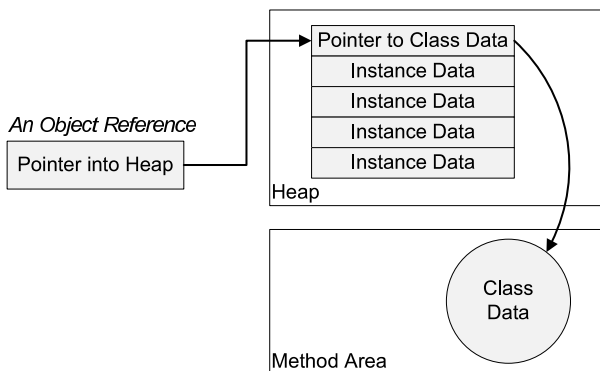 An Object Reference
Pointer into Heap
Pointer to Class Data
Instance Data
Instance Data
Instance Data
Instance Data
Heap
Class
Data
Method Area